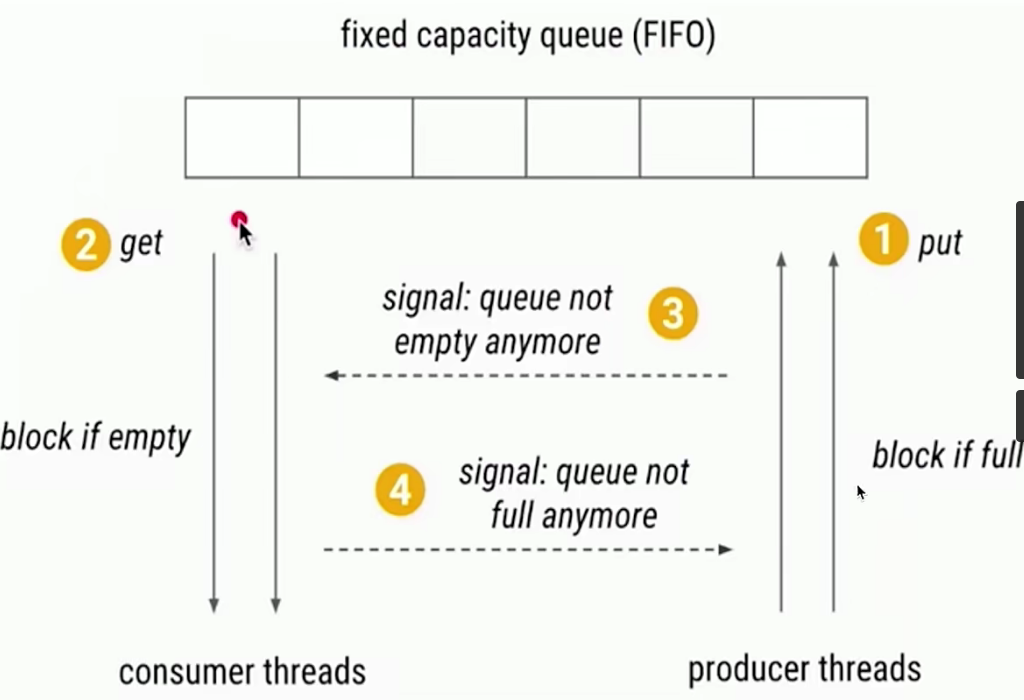 fixed capacity queue (FIFO)
2 get
1 put
signal: queue not
empty anymore
3
block if empty
block if full
4
signal: queue not
full anymore
consumer threads
producer threads